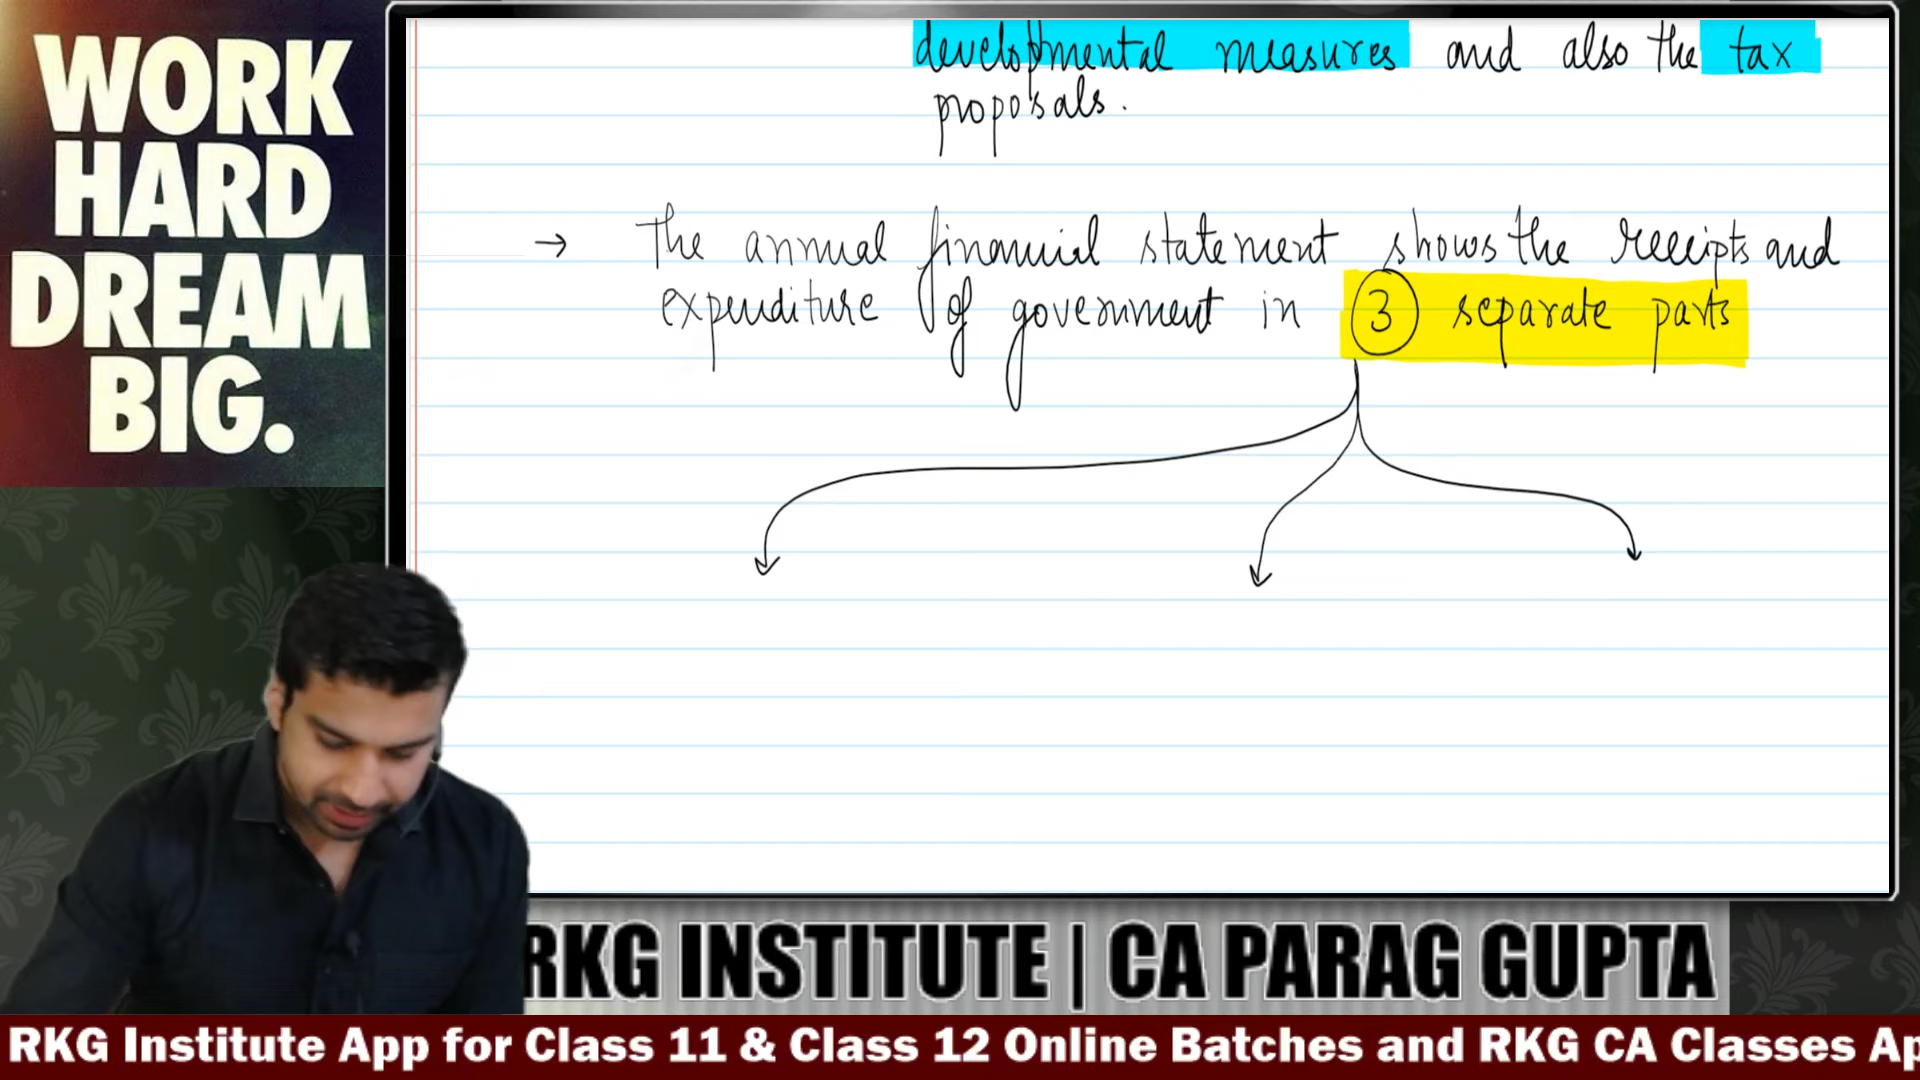 WORK
HARD
DREAM
BIG.
developmental measures and also the tax
proposals.
→ The annual financial statement shows the receipts and
expenditure of government in 3 separate parts
RKG INSTITUTE | CA PARAG GUPTA
RKG Institute App for Class 11 & Class 12 Online Batches and RKG CA Classes Ap